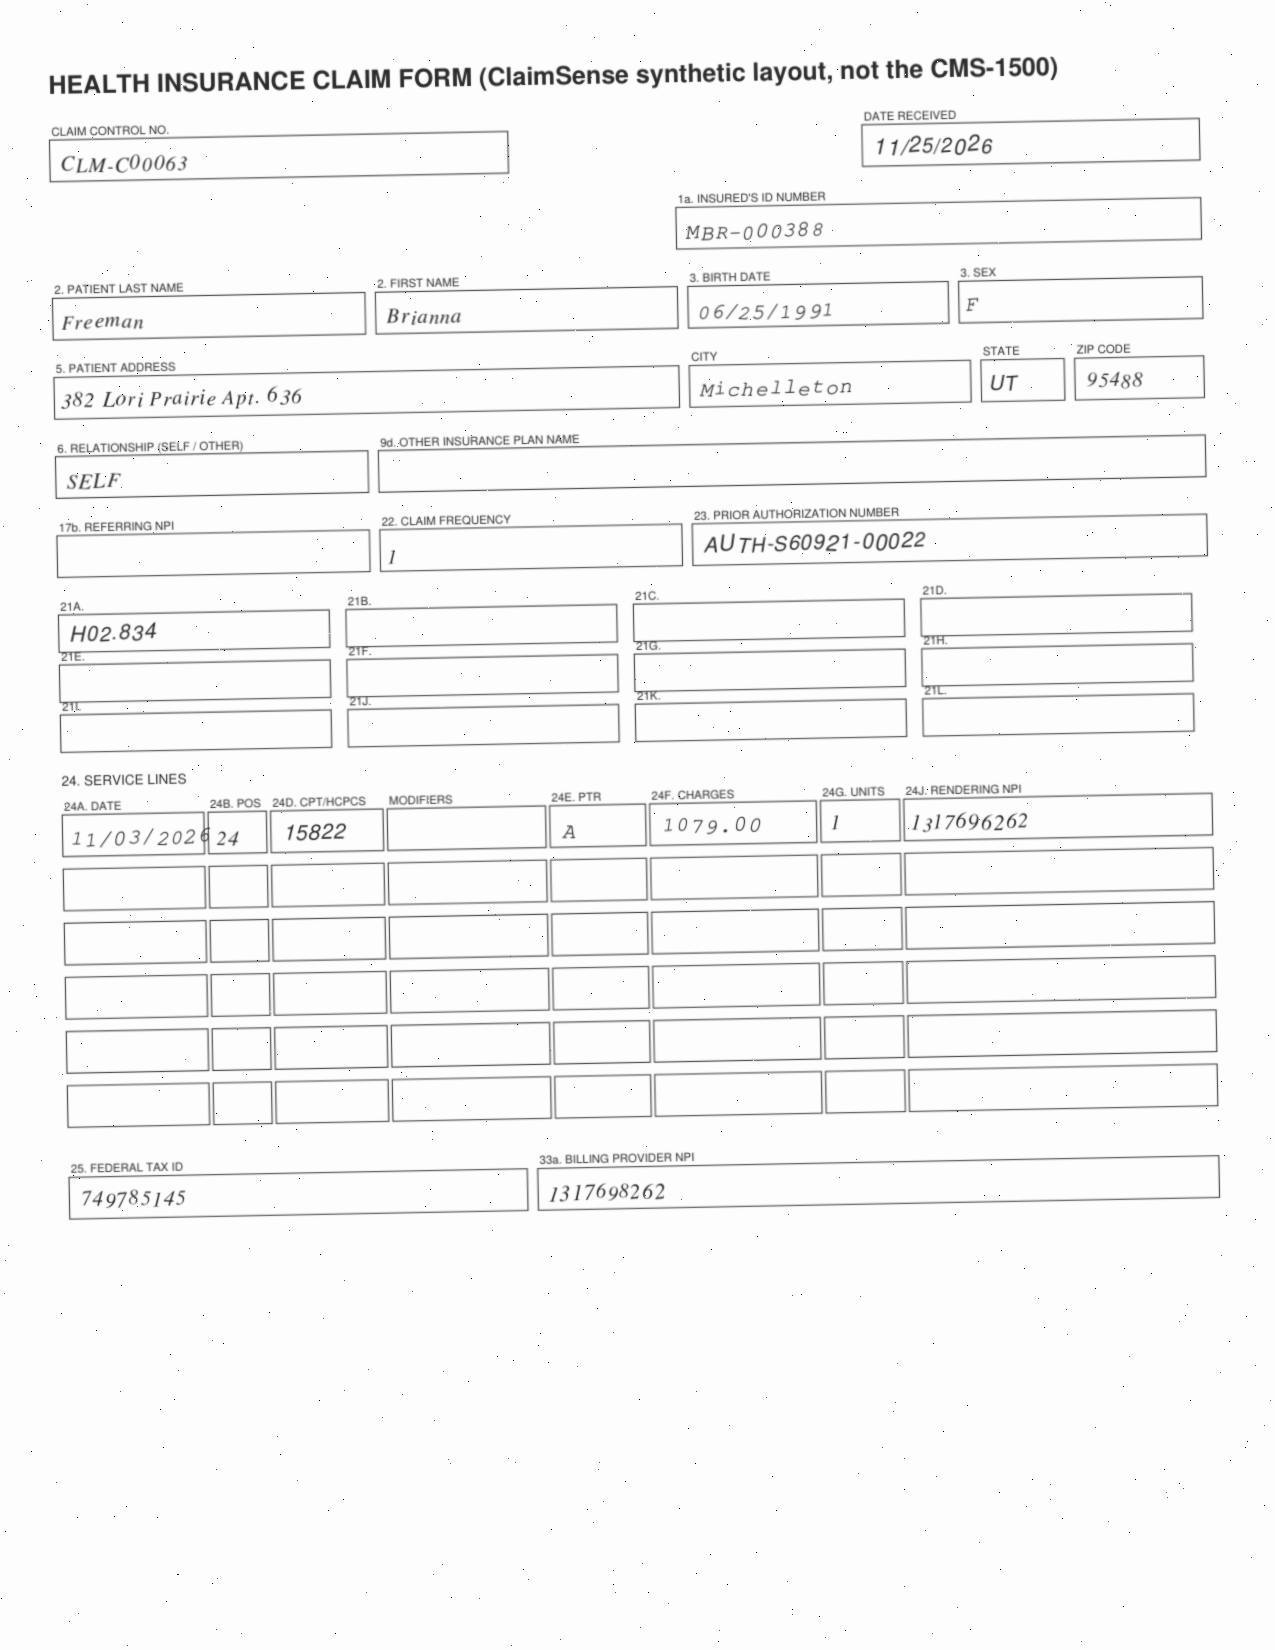 HEALTH INSURANCE CLAIM FORM (ClaimSense synthetic layout, not the CMS-1500)
CLAIM CONTROL NO. DATE RECEIVED
CLM-C00063 11/25/2026
1a. INSURED'S ID NUMBER
MBR-000388
2. PATIENT LAST NAME 2. FIRST NAME 3. BIRTH DATE 3. SEX
Freeman Brianna 06/25/1991 F
5. PATIENT ADDRESS CITY STATE ZIP CODE
382 Lori Prairie Apt. 636 Michelleton UT 95488
6. RELATIONSHIP (SELF / OTHER) 9d. OTHER INSURANCE PLAN NAME
SELF
17b. REFERRING NPI 22. CLAIM FREQUENCY 23. PRIOR AUTHORIZATION NUMBER
1 AUTH-S60921-00022
21A. 21B. 21C. 21D.
H02.834
21E. 21F. 21G. 21H.
21I. 21J. 21K. 21L.
24. SERVICE LINES
24A. DATE 24B. POS 24D. CPT/HCPCS MODIFIERS 24E. PTR 24F. CHARGES 24G. UNITS 24J. RENDERING NPI
11/03/2026 24 15822 A 1079.00 1 1317696262
25. FEDERAL TAX ID 33a. BILLING PROVIDER NPI
749785145 1317698262